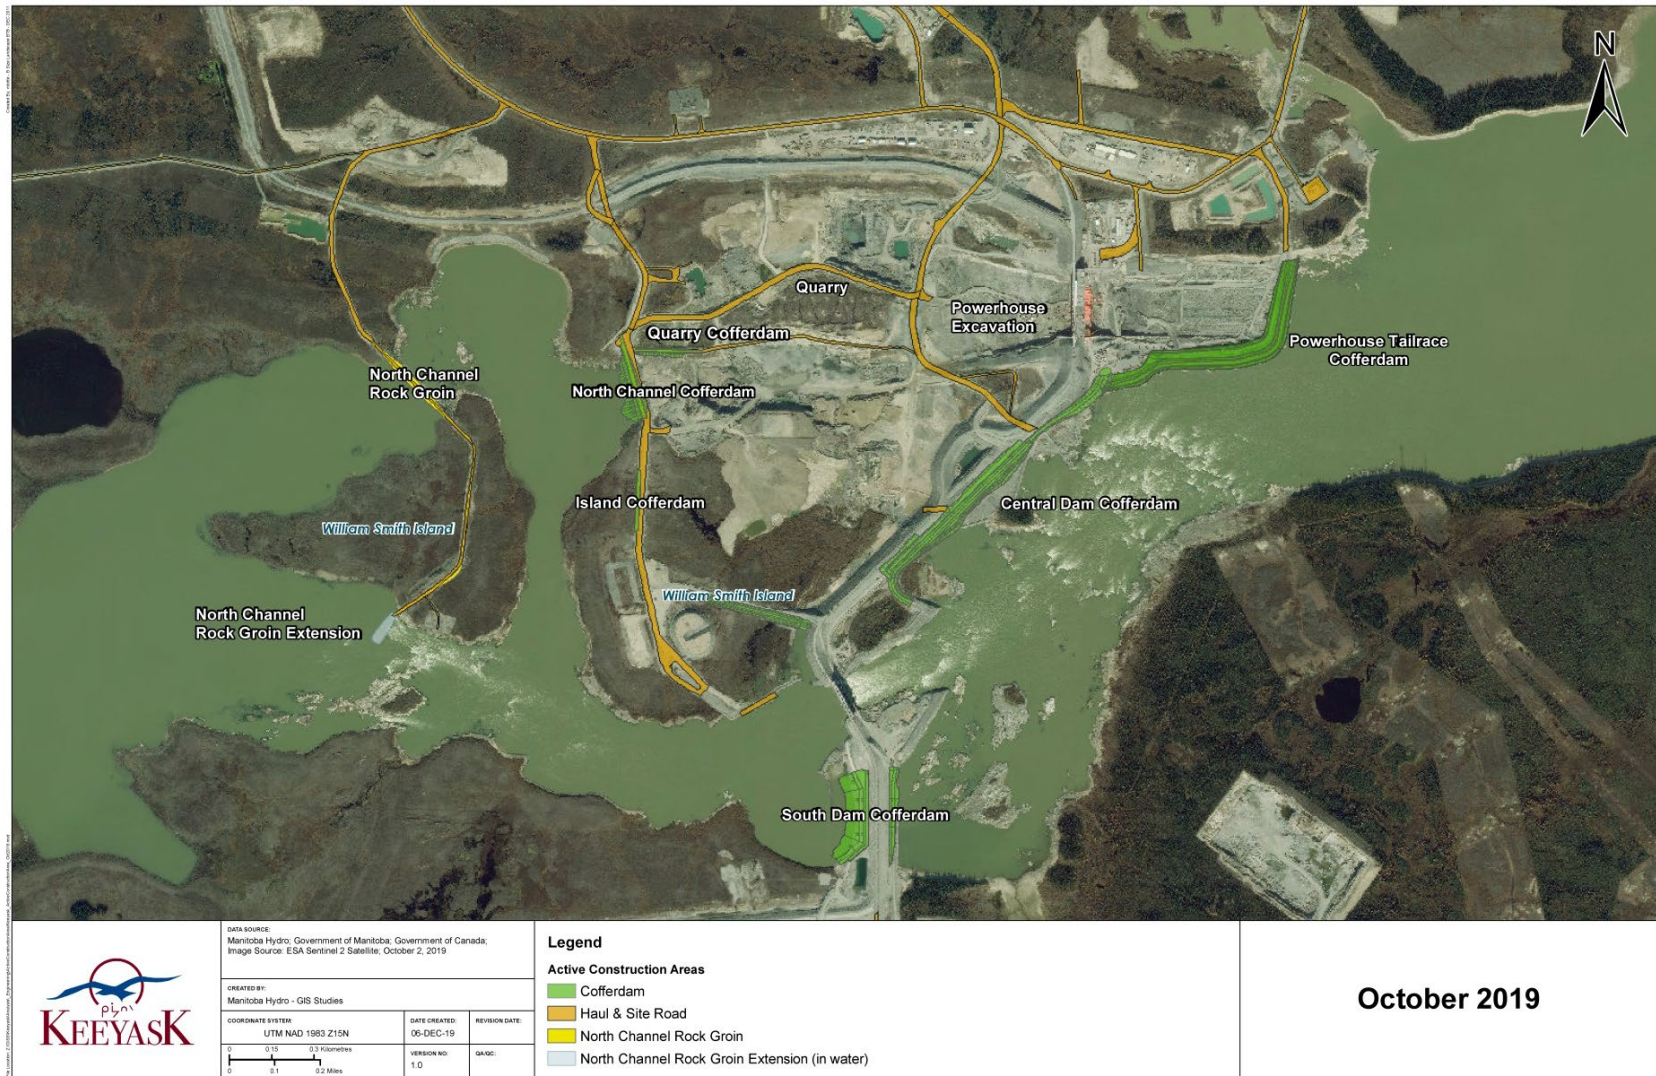 N
Quarry
Powerhouse
Excavation
Quarry Cofferdam
Powerhouse Tailrace
Cofferdam
North Channel
Rock Groin
North Channel Cofferdam
Island Cofferdam
Central Dam Cofferdam
William Smith Island
William Smith Island
North Channel
Rock Groin Extension
South Dam Cofferdam
ᑭᔭᐢᐠ
KEEYASK
DATA SOURCE:
Manitoba Hydro; Government of Manitoba; Government of Canada;
Image Source: ESA Sentinel 2 Satellite; October 2, 2019
CREATED BY:
Manitoba Hydro - GIS Studies
COORDINATE SYSTEM:
UTM NAD 1983 Z15N
DATE CREATED:
06-DEC-19
REVISION DATE:
0 0.15 0.3 Kilometres
0 0.1 0.2 Miles
VERSION NO:
1.0
QA/QC:
Legend
Active Construction Areas
Cofferdam
Haul & Site Road
North Channel Rock Groin
North Channel Rock Groin Extension (in water)
October 2019